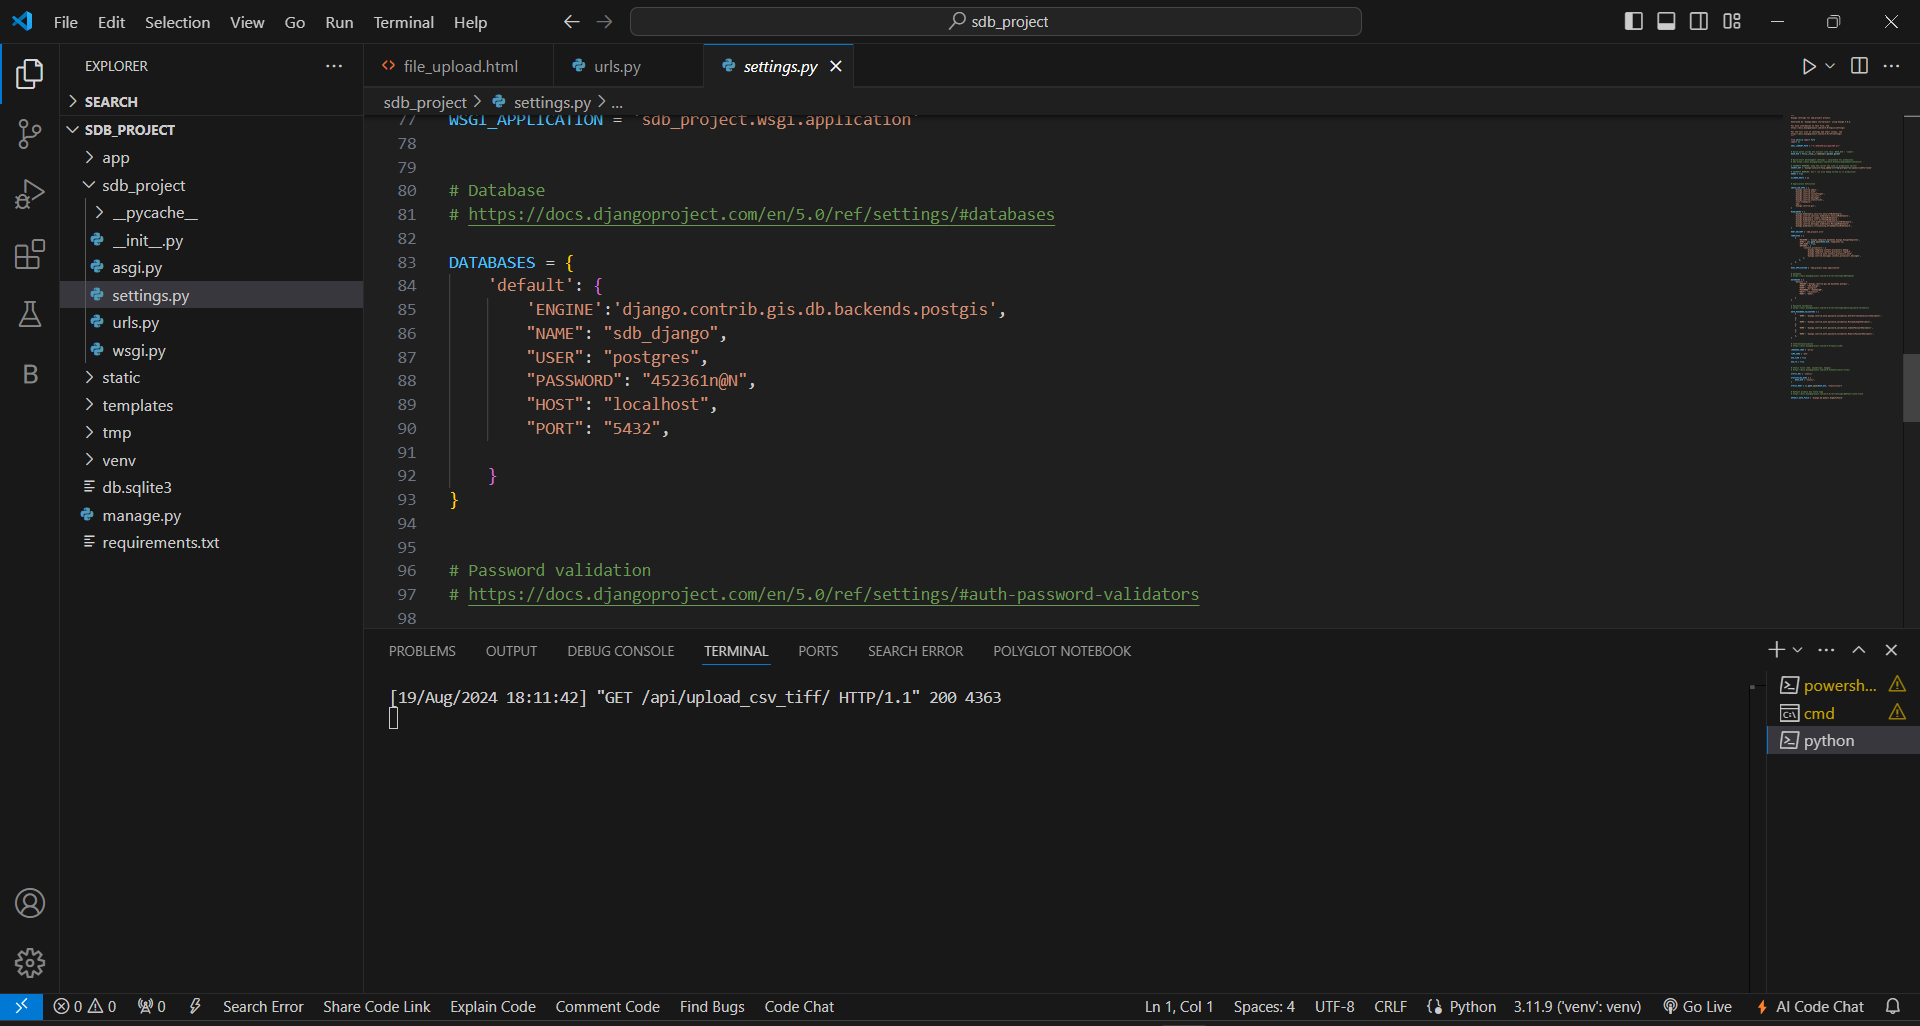 File Edit Selection View Go Run Terminal Help
sdb_project
EXPLORER
SEARCH
SDB_PROJECT
app
sdb_project
__pycache__
__init__.py
asgi.py
settings.py
urls.py
wsgi.py
static
templates
tmp
venv
db.sqlite3
manage.py
requirements.txt
file_upload.html urls.py settings.py
sdb_project > settings.py > ...
77 WSGI_APPLICATION = 'sdb_project.wsgi.application'
78
79
80 # Database
81 # https://docs.djangoproject.com/en/5.0/ref/settings/#databases
82
83 DATABASES = {
84 'default': {
85 'ENGINE':'django.contrib.gis.db.backends.postgis',
86 "NAME": "sdb_django",
87 "USER": "postgres",
88 "PASSWORD": "452361n@N",
89 "HOST": "localhost",
90 "PORT": "5432",
91
92 }
93 }
94
95
96 # Password validation
97 # https://docs.djangoproject.com/en/5.0/ref/settings/#auth-password-validators
98
PROBLEMS OUTPUT DEBUG CONSOLE TERMINAL PORTS SEARCH ERROR POLYGLOT NOTEBOOK
[19/Aug/2024 18:11:42] "GET /api/upload_csv_tiff/ HTTP/1.1" 200 4363
powersh...
cmd
python
0 0 0 Search Error Share Code Link Explain Code Comment Code Find Bugs Code Chat Ln 1, Col 1 Spaces: 4 UTF-8 CRLF Python 3.11.9 ('venv': venv) Go Live AI Code Chat